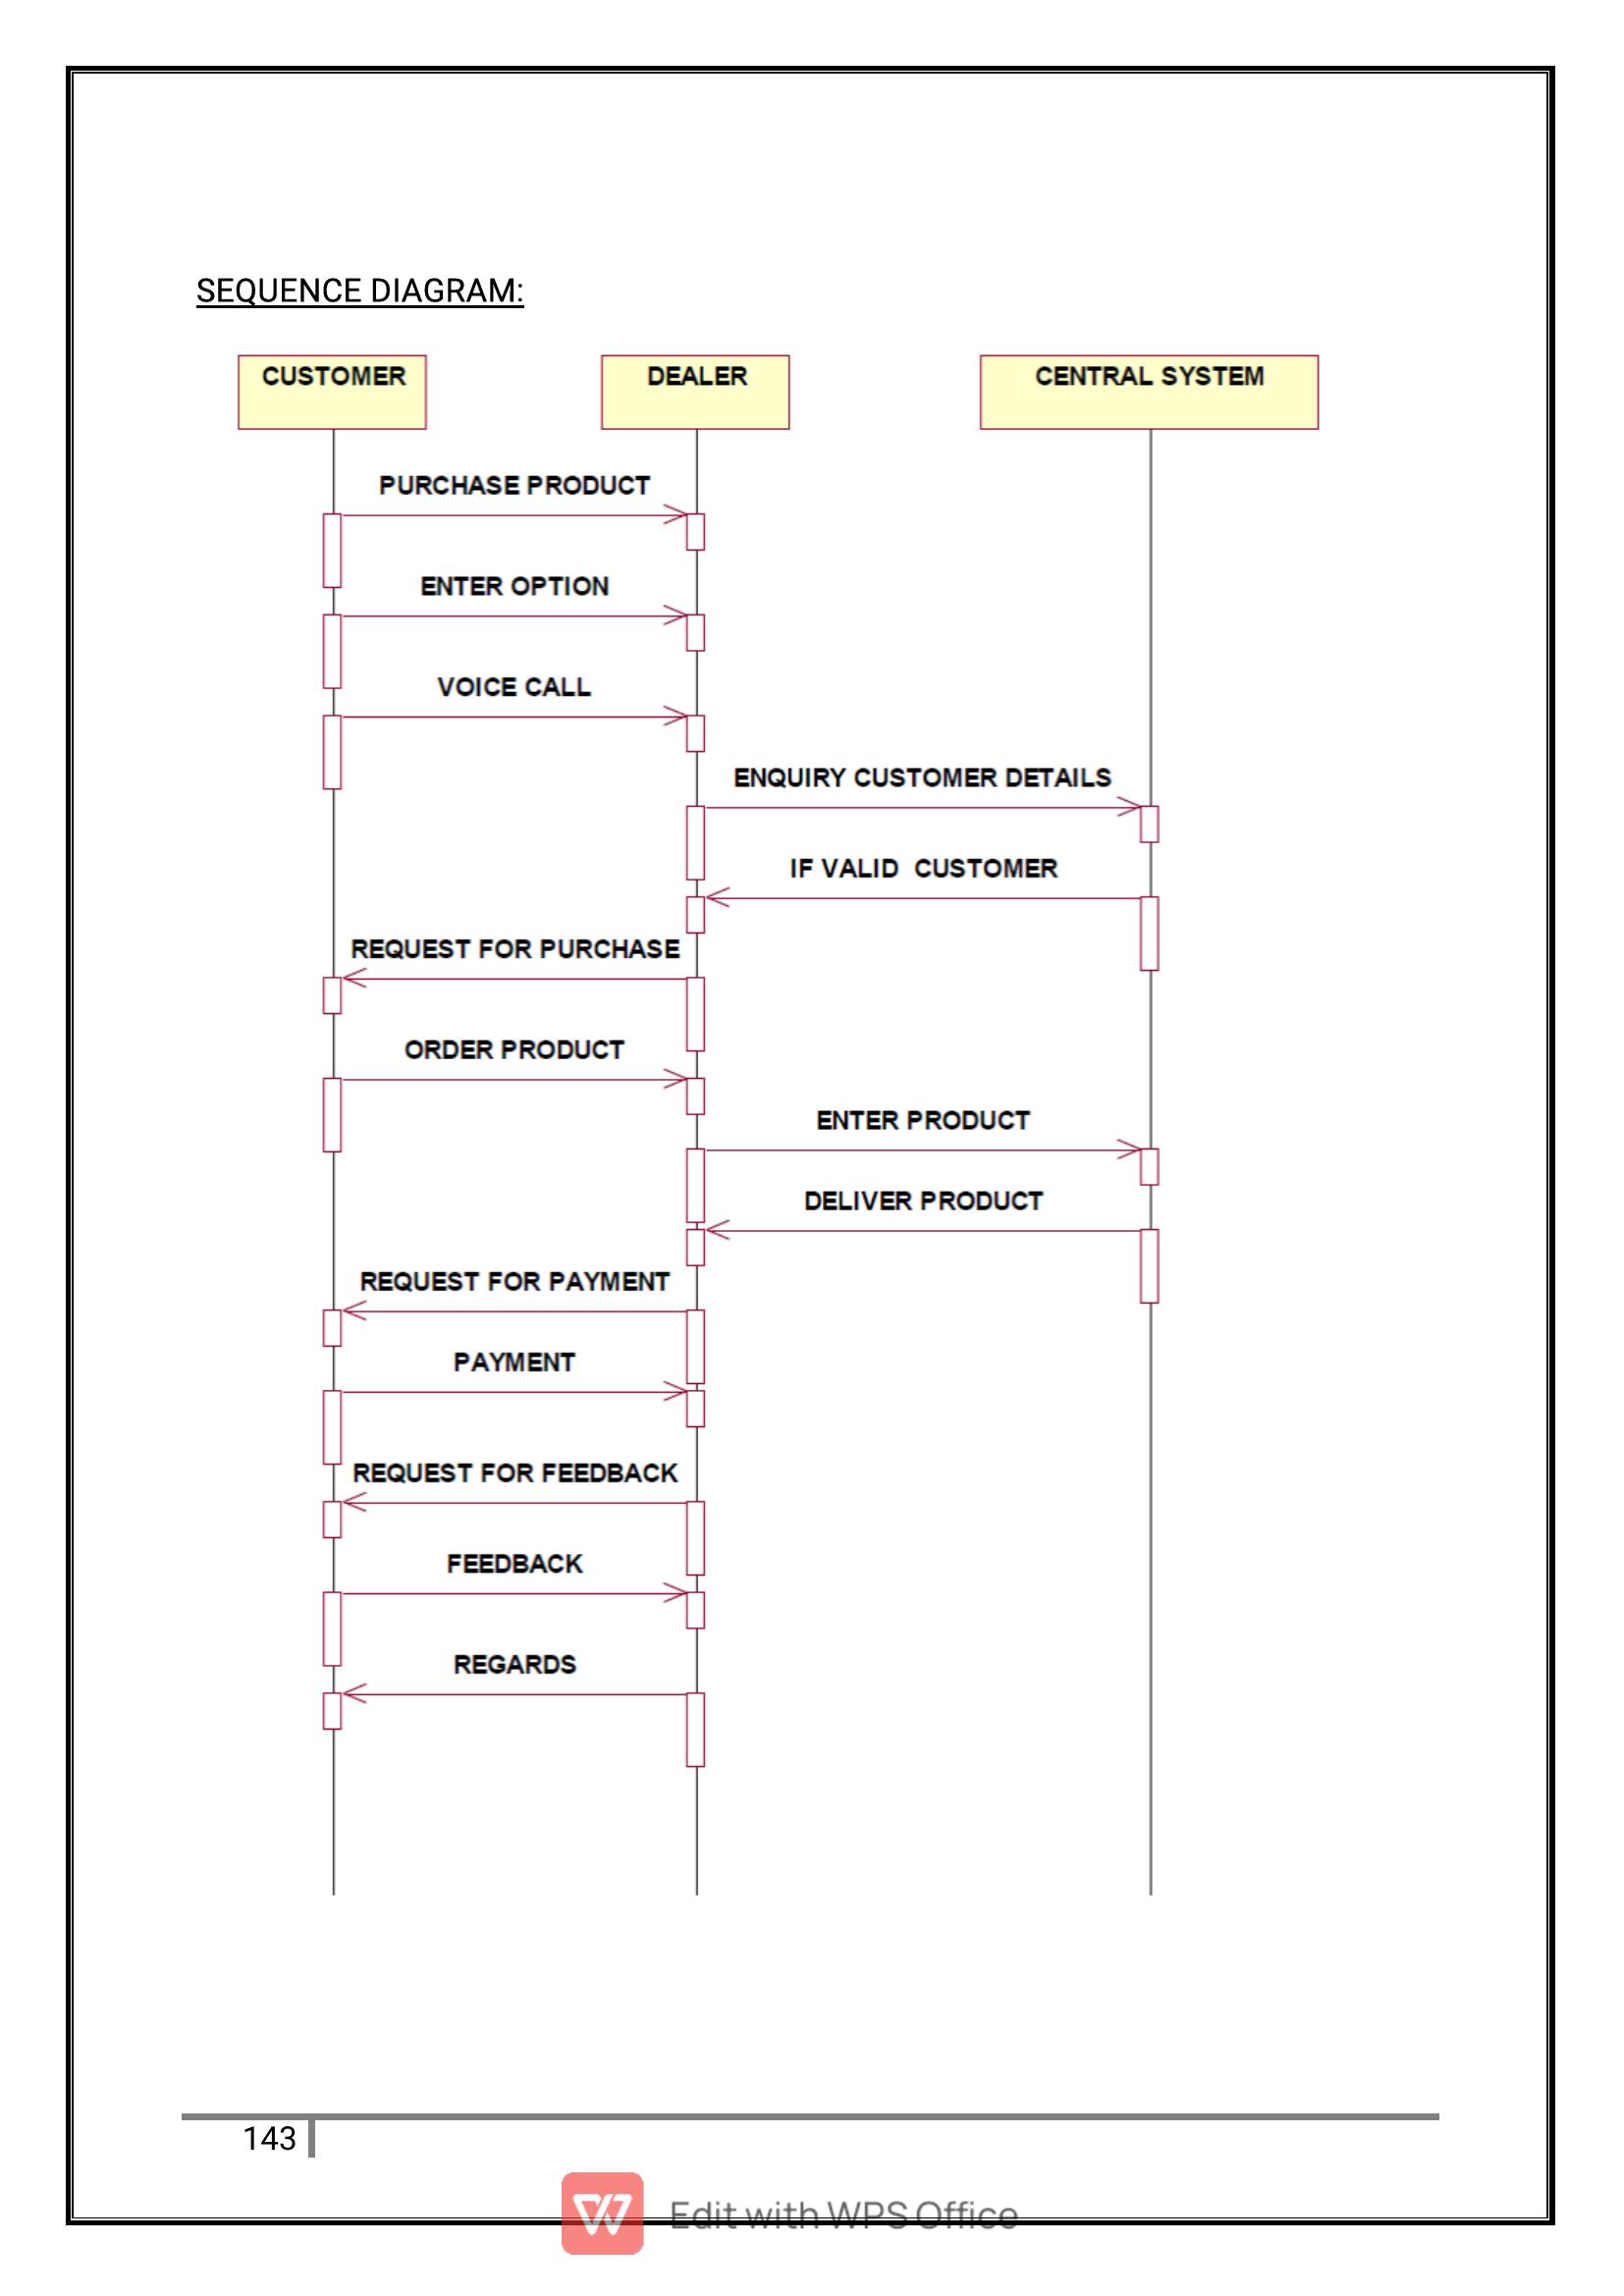 SEQUENCE DIAGRAM:
CUSTOMER
DEALER
CENTRAL SYSTEM
PURCHASE PRODUCT
ENTER OPTION
VOICE CALL
ENQUIRY CUSTOMER DETAILS
IF VALID  CUSTOMER
REQUEST FOR PURCHASE
ORDER PRODUCT
ENTER PRODUCT
DELIVER PRODUCT
REQUEST FOR PAYMENT
PAYMENT
REQUEST FOR FEEDBACK
FEEDBACK
REGARDS
143
Edit with WPS Office